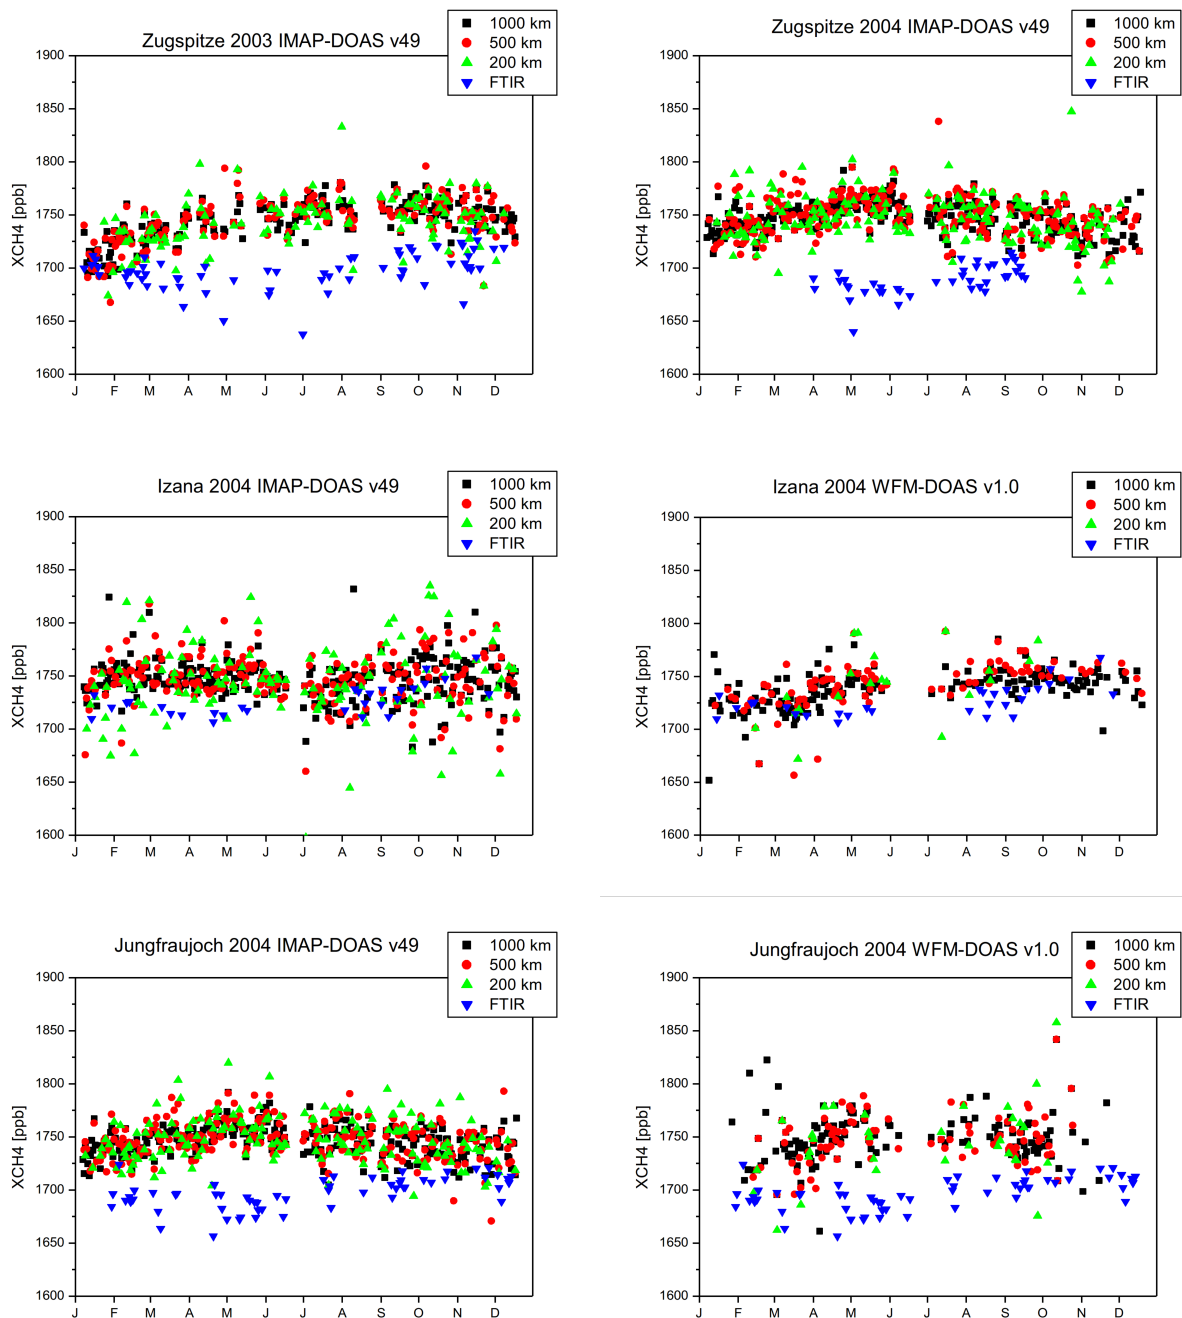 Zugspitze 2003 IMAP-DOAS v49
1000 km
500 km
200 km
FTIR
XCH4 [ppb]
1900
1850
1800
1750
1700
1650
1600
J F M A M J J A S O N D
Zugspitze 2004 IMAP-DOAS v49
1000 km
500 km
200 km
FTIR
XCH4 [ppb]
1900
1850
1800
1750
1700
1650
1600
J F M A M J J A S O N D
Izana 2004 IMAP-DOAS v49
1000 km
500 km
200 km
FTIR
XCH4 [ppb]
1900
1850
1800
1750
1700
1650
1600
J F M A M J J A S O N D
Izana 2004 WFM-DOAS v1.0
1000 km
500 km
200 km
FTIR
XCH4 [ppb]
1900
1850
1800
1750
1700
1650
1600
J F M A M J J A S O N D
Jungfraujoch 2004 IMAP-DOAS v49
1000 km
500 km
200 km
FTIR
XCH4 [ppb]
1900
1850
1800
1750
1700
1650
1600
J F M A M J J A S O N D
Jungfraujoch 2004 WFM-DOAS v1.0
1000 km
500 km
200 km
FTIR
XCH4 [ppb]
1900
1850
1800
1750
1700
1650
1600
J F M A M J J A S O N D